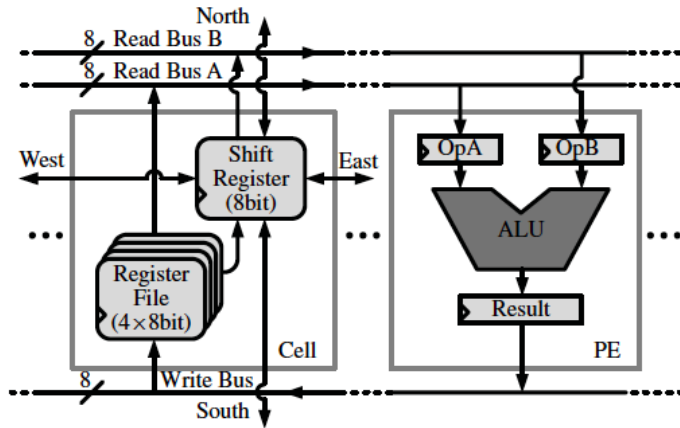 North
8 Read Bus B
8 Read Bus A
West
Shift
Register
(8bit)
East
OpA
OpB
ALU
Register
File
(4×8bit)
Result
Cell
PE
8 Write Bus
South